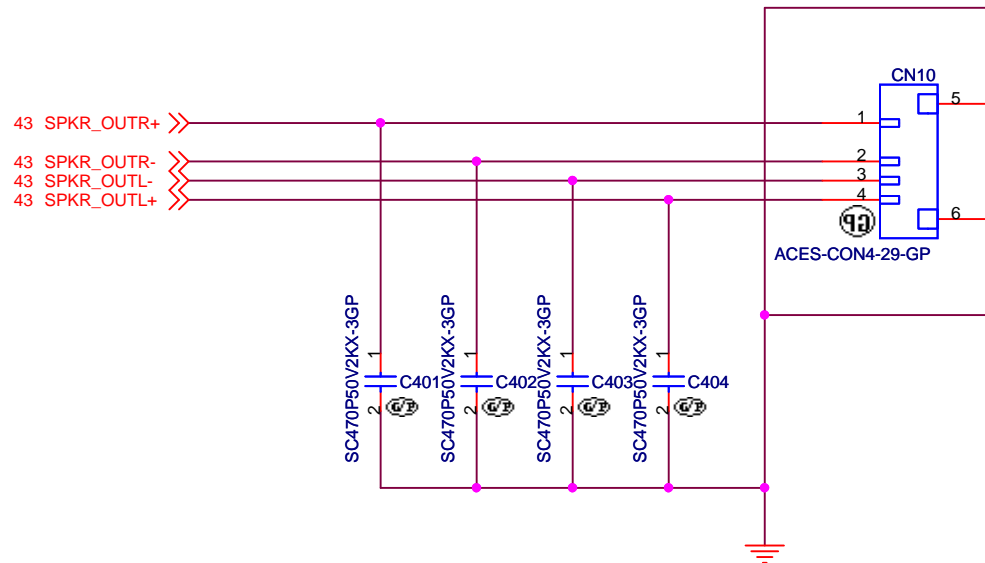 CN10
5
43 SPKR_OUTR+
1
43 SPKR_OUTR-
2
43 SPKR_OUTL-
3
43 SPKR_OUTL+
4
6
GP
ACES-CON4-29-GP
SC470P50V2KX-3GP
SC470P50V2KX-3GP
SC470P50V2KX-3GP
SC470P50V2KX-3GP
1
1
1
1
C401
C402
C403
C404
2
2
2
2
G/P
G/P
G/P
G/P